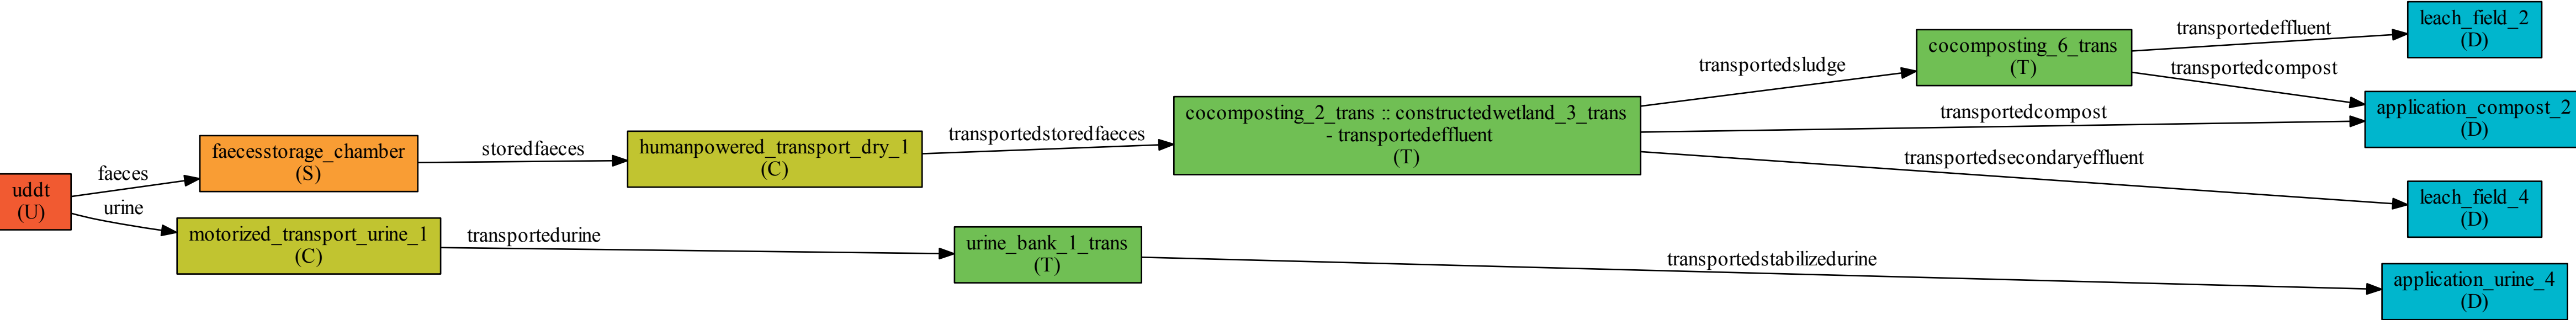 uddt
(U)
faeces
urine
faecesstorage_chamber
(S)
motorized_transport_urine_1
(C)
storedfaeces
transportedurine
humanpowered_transport_dry_1
(C)
transportedstoredfaeces
urine_bank_1_trans
(T)
cocomposting_2_trans :: constructedwetland_3_trans
- transportedeffluent
(T)
transportedsludge
transportedcompost
transportedsecondaryeffluent
transportedstabilizedurine
cocomposting_6_trans
(T)
transportedeffluent
transportedcompost
leach_field_2
(D)
application_compost_2
(D)
leach_field_4
(D)
application_urine_4
(D)